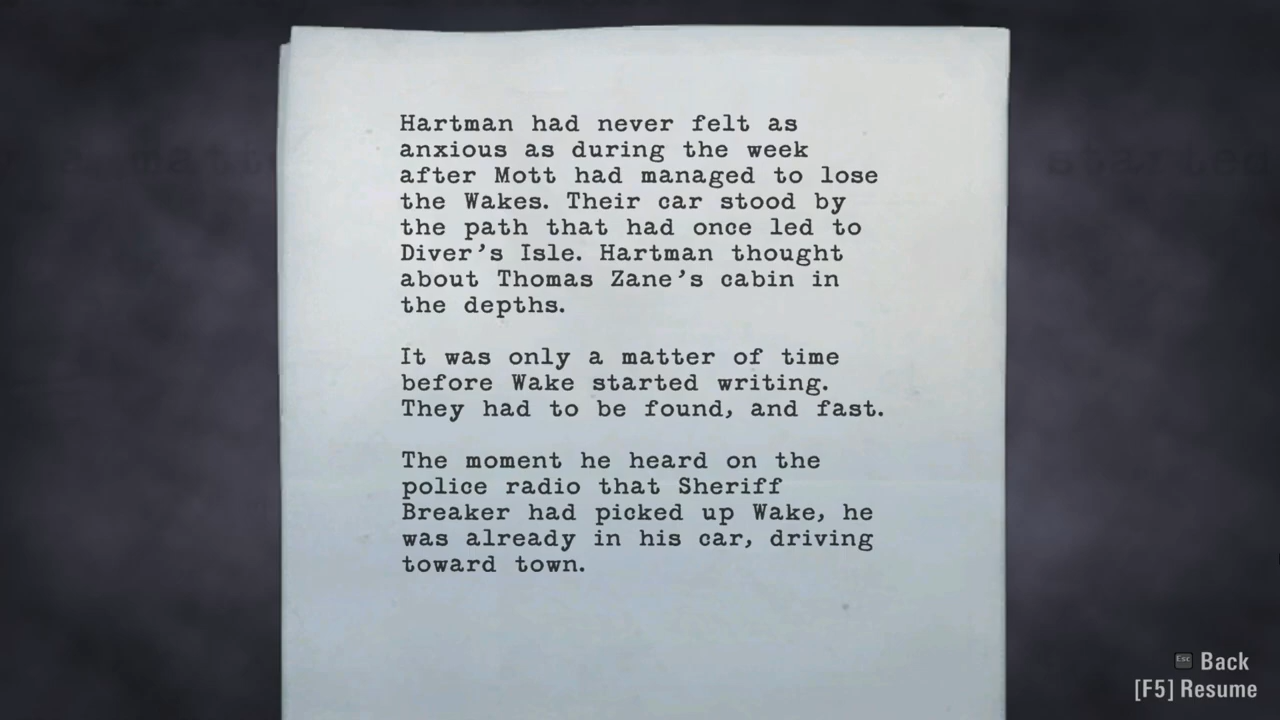 Hartman had never felt as
anxious as during the week
after Mott had managed to lose
the Wakes. Their car stood by
the path that had once led to
Diver's Isle. Hartman thought
about Thomas Zane's cabin in
the depths.
It was only a matter of time
before Wake started writing.
They had to be found, and fast.
The moment he heard on the
police radio that Sheriff
Breaker had picked up Wake, he
was already in his car, driving
toward town.
Esc Back
[F5] Resume